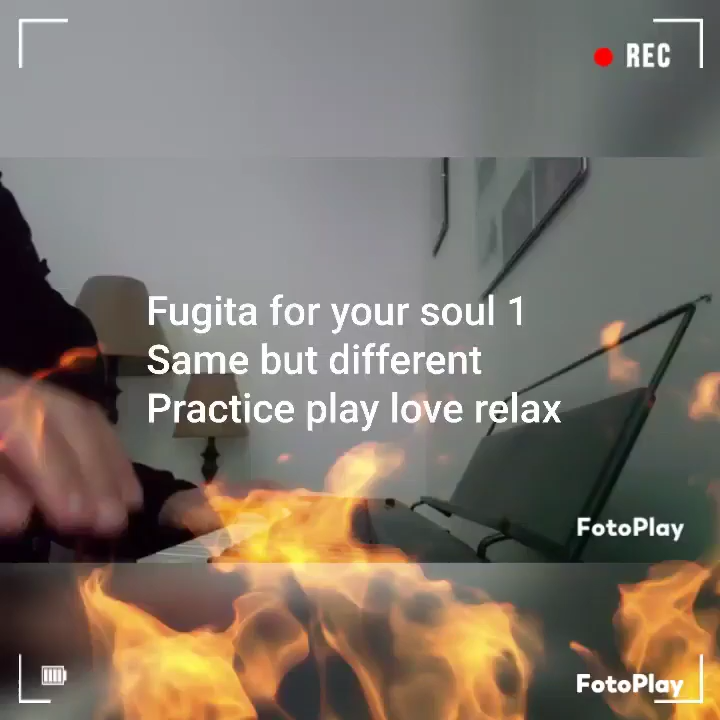 REC
Fugita for your soul 1
Same but different
Practice play love relax
FotoPlay
FotoPlay